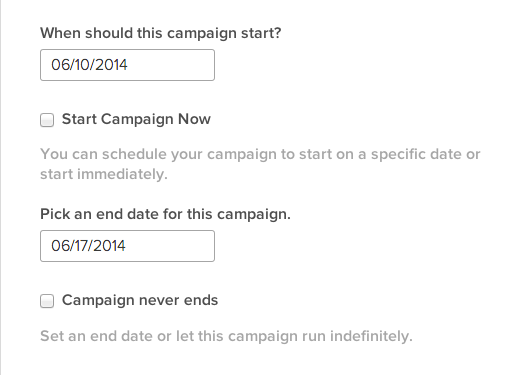 When should this campaign start?
06/10/2014
Start Campaign Now
You can schedule your campaign to start on a specific date or
start immediately.
Pick an end date for this campaign.
06/17/2014
Campaign never ends
Set an end date or let this campaign run indefinitely.